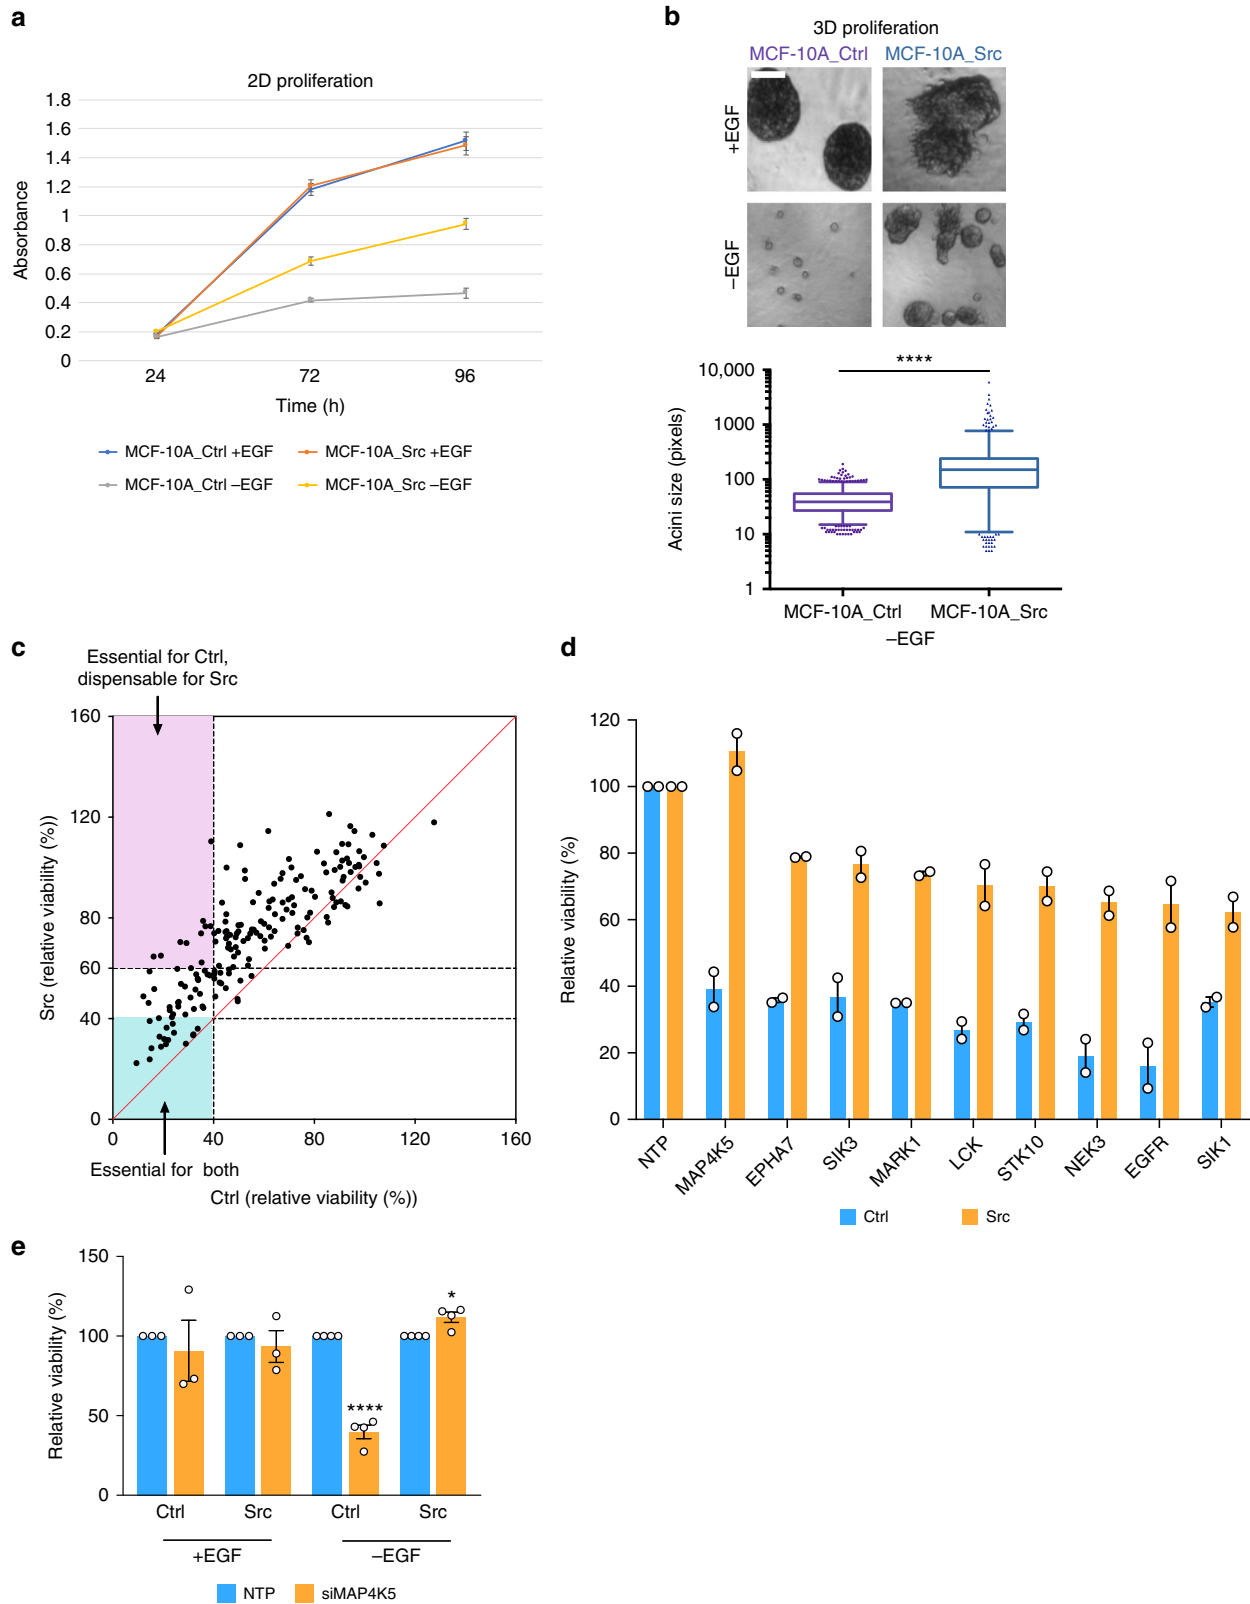 a
2D proliferation
Absorbance
1.8
1.6
1.4
1.2
1
0.8
0.6
0.4
0.2
0
24 72 96
Time (h)
MCF-10A_Ctrl +EGF MCF-10A_Src +EGF
MCF-10A_Ctrl –EGF MCF-10A_Src –EGF
b
3D proliferation
MCF-10A_Ctrl MCF-10A_Src
+EGF
–EGF
****
Acini size (pixels)
10,000
1000
100
10
1
MCF-10A_Ctrl MCF-10A_Src
–EGF
c
Essential for Ctrl,
dispensable for Src
Src (relative viability (%))
160
120
80
60
40
0
0 40 80 120 160
Essential for both
Ctrl (relative viability (%))
d
Relative viability (%)
120
100
80
60
40
20
0
NTP MAP4K5 EPHA7 SIK3 MARK1 LCK STK10 NEK3 EGFR SIK1
Ctrl Src
e
Relative viability (%)
150
100
50
0
**** *
Ctrl Src Ctrl Src
+EGF –EGF
NTP siMAP4K5